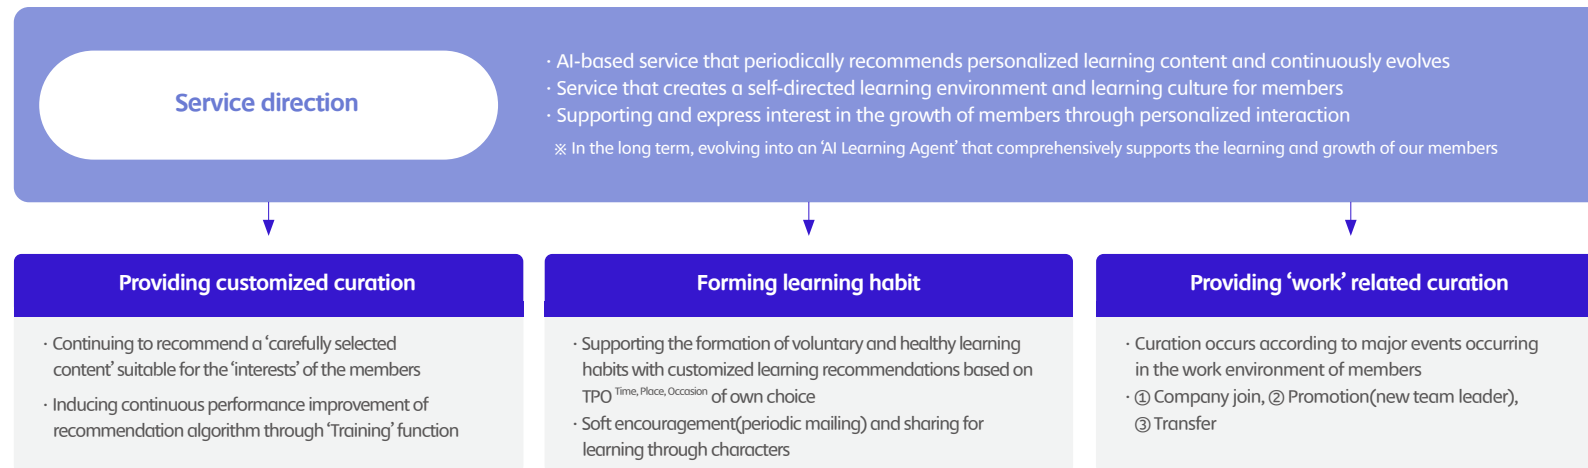 Service direction
· AI-based service that periodically recommends personalized learning content and continuously evolves
· Service that creates a self-directed learning environment and learning culture for members
· Supporting and express interest in the growth of members through personalized interaction
※ In the long term, evolving into an ‘AI Learning Agent’ that comprehensively supports the learning and growth of our members
Providing customized curation
· Continuing to recommend a ‘carefully selected
content’ suitable for the ‘interests’ of the members
· Inducing continuous performance improvement of
recommendation algorithm through ‘Training’ function
Forming learning habit
· Supporting the formation of voluntary and healthy learning
habits with customized learning recommendations based on
TPO Time, Place, Occasion of own choice
· Soft encouragement(periodic mailing) and sharing for
learning through characters
Providing ‘work’ related curation
· Curation occurs according to major events occurring
in the work environment of members
· ① Company join, ② Promotion(new team leader),
③ Transfer